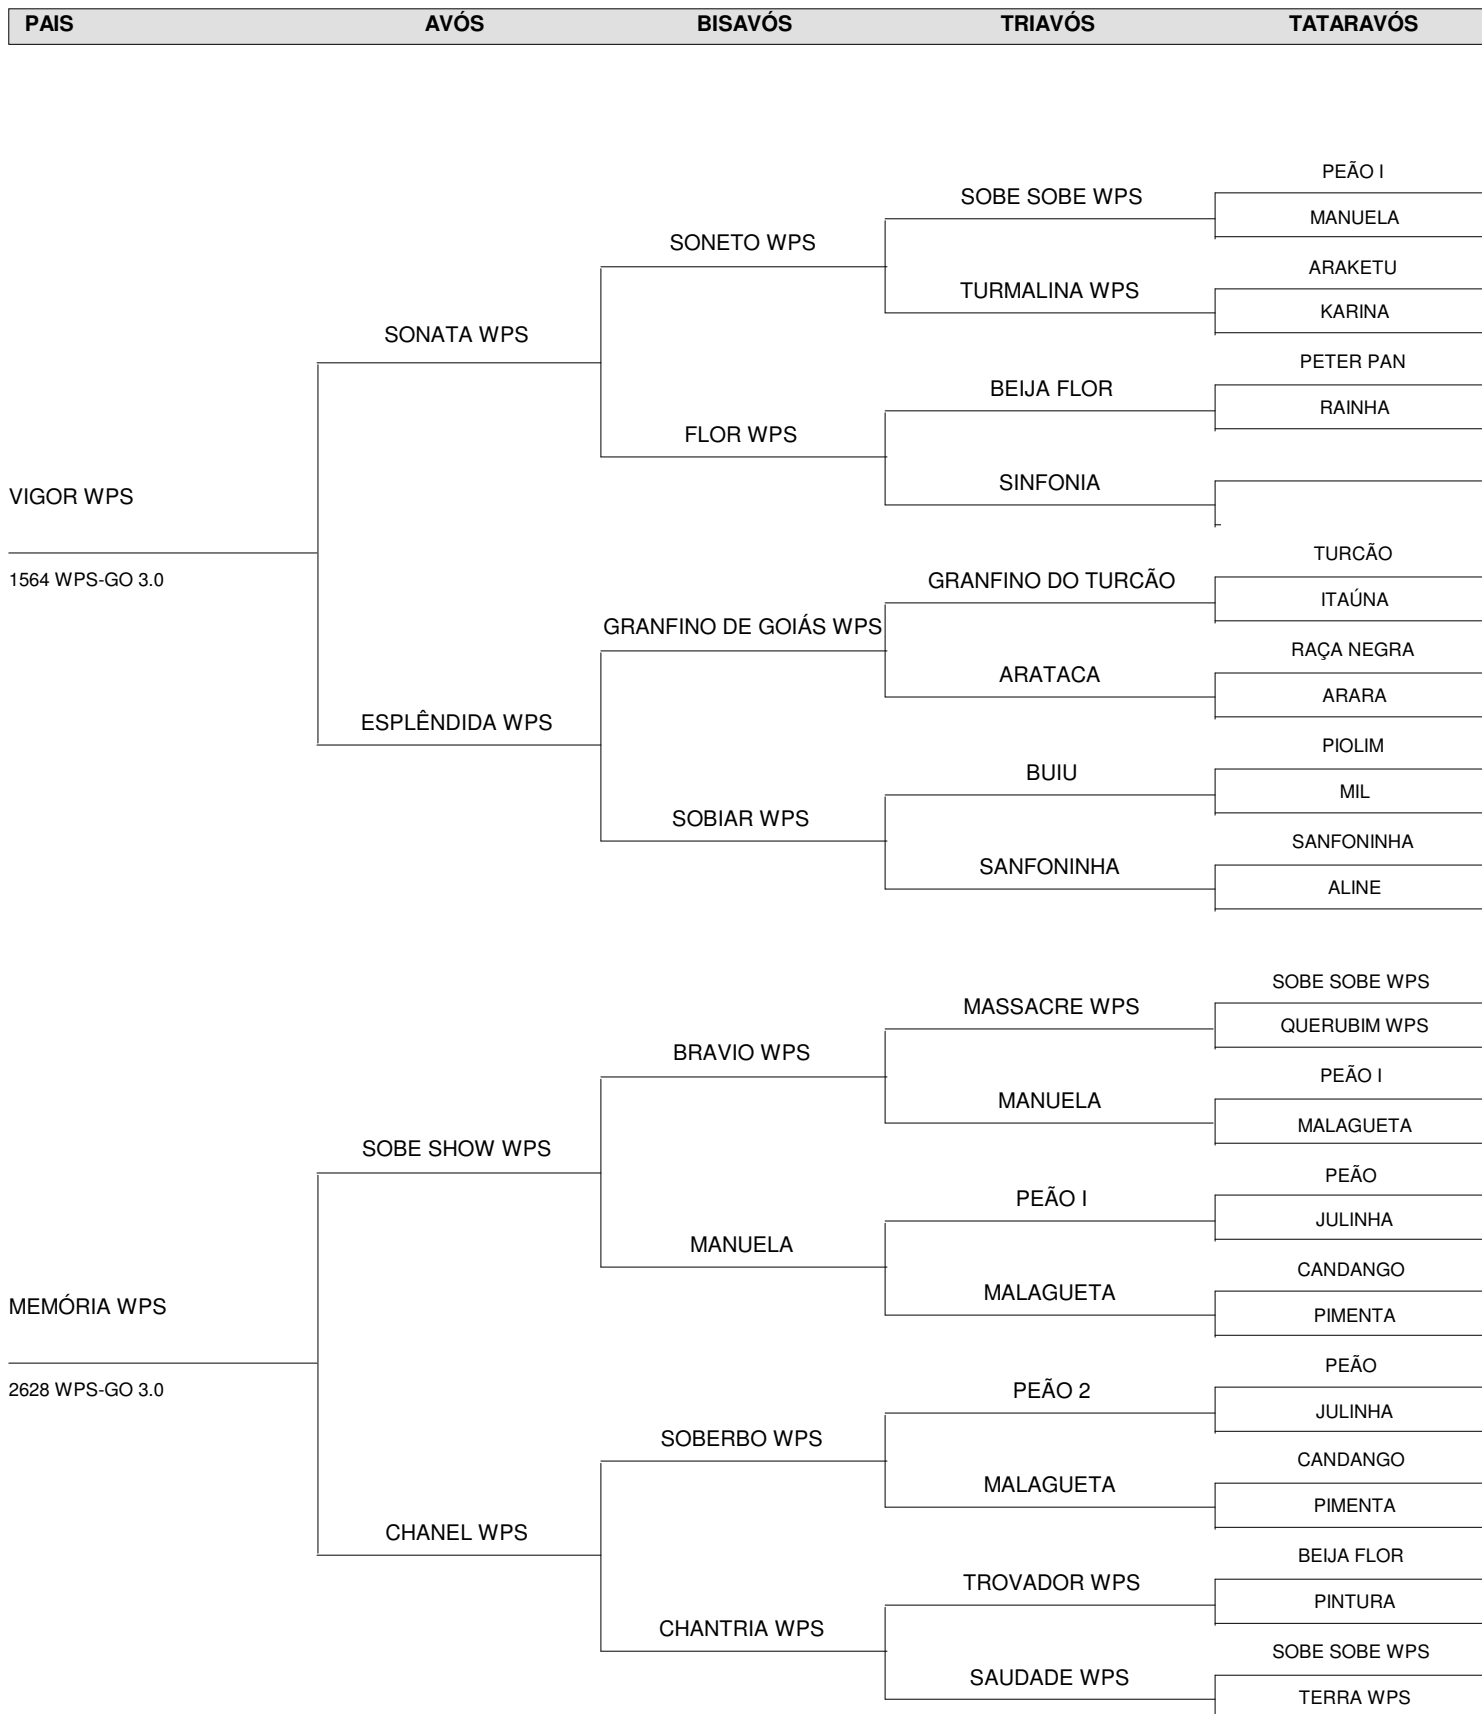 PAIS AVÓS BISAVÓS TRIAVÓS TATARAVÓS
PEÃO I
SOBE SOBE WPS
MANUELA
SONETO WPS
ARAKETU
TURMALINA WPS
KARINA
SONATA WPS
PETER PAN
BEIJA FLOR
RAINHA
FLOR WPS
SINFONIA
VIGOR WPS
TURCÃO
1564 WPS-GO 3.0
GRANFINO DO TURCÃO
ITAÚNA
GRANFINO DE GOIÁS WPS
RAÇA NEGRA
ARATACA
ARARA
ESPLÊNDIDA WPS
PIOLIM
BUIU
MIL
SOBIAR WPS
SANFONINHA
SANFONINHA
ALINE
SOBE SOBE WPS
MASSACRE WPS
QUERUBIM WPS
BRAVIO WPS
PEÃO I
MANUELA
MALAGUETA
SOBE SHOW WPS
PEÃO
PEÃO I
JULINHA
MANUELA
CANDANGO
MALAGUETA
MEMÓRIA WPS
PIMENTA
PEÃO
2628 WPS-GO 3.0
PEÃO 2
JULINHA
SOBERBO WPS
CANDANGO
MALAGUETA
PIMENTA
CHANEL WPS
BEIJA FLOR
TROVADOR WPS
PINTURA
CHANTRIA WPS
SOBE SOBE WPS
SAUDADE WPS
TERRA WPS